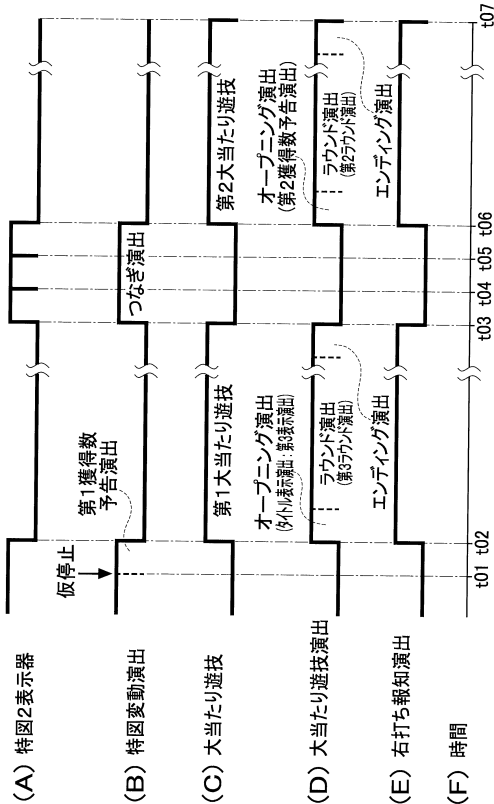 (A) 特図2表示器
(B) 特図変動演出
仮停止
第1獲得数
予告演出
つなぎ演出
(C) 大当たり遊技
第1大当たり遊技
第2大当たり遊技
(D) 大当たり遊技演出
オープニング演出
(タイトル表示演出・第3表示演出)
ラウンド演出
(第3ラウンド演出)
エンディング演出
オープニング演出
(第2獲得数予告演出)
ラウンド演出
(第2ラウンド演出)
エンディング演出
(E) 右打ち報知演出
(F) 時間
t01 t02 t03 t04 t05 t06 t07